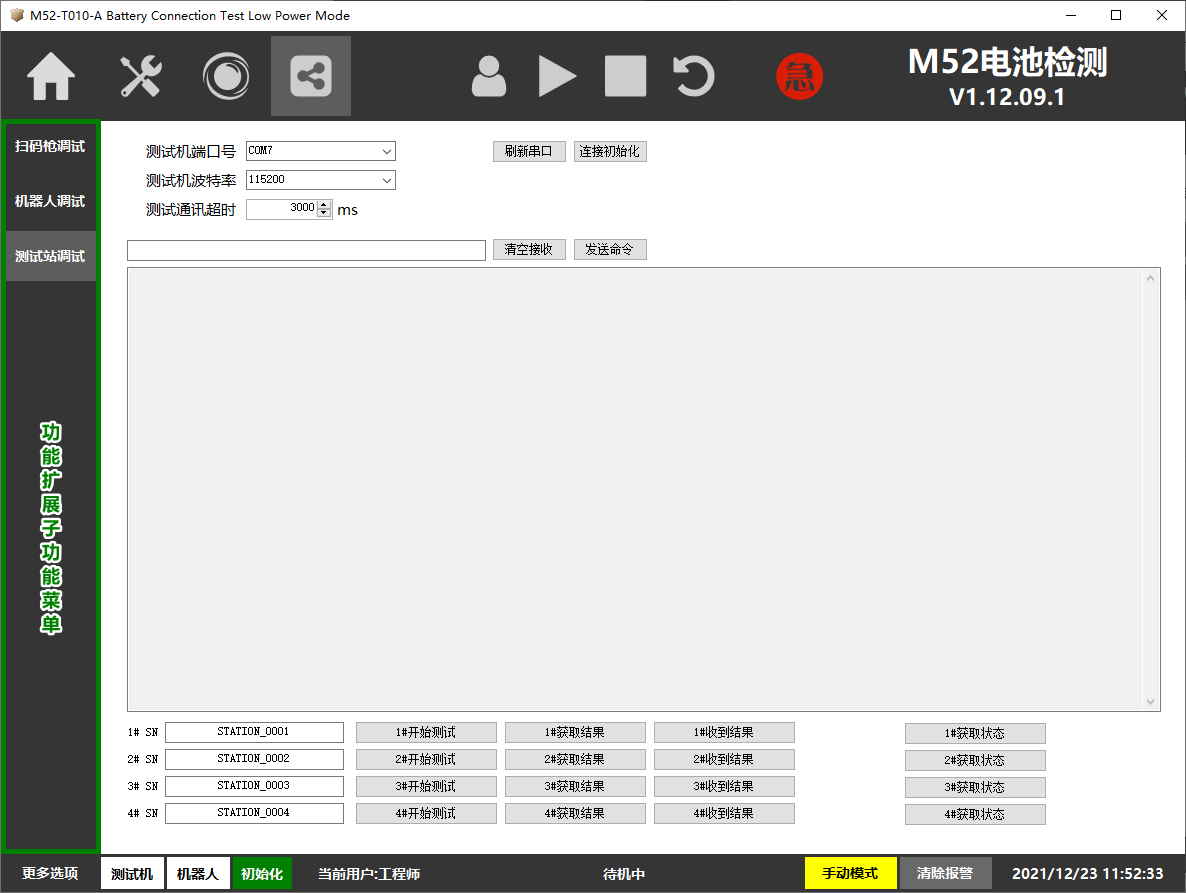 M52-T010-A Battery Connection Test Low Power Mode
急
M52电池检测
V1.12.09.1
扫码枪调试
机器人调试
测试站调试
功能扩展子功能菜单
测试机端口号 COM7 刷新串口 连接初始化
测试机波特率 115200
测试通讯超时 3000 ms
清空接收 发送命令
1# SN STATION_0001 1#开始测试 1#获取结果 1#收到结果 1#获取状态
2# SN STATION_0002 2#开始测试 2#获取结果 2#收到结果 2#获取状态
3# SN STATION_0003 3#开始测试 3#获取结果 3#收到结果 3#获取状态
4# SN STATION_0004 4#开始测试 4#获取结果 4#收到结果 4#获取状态
更多选项 测试机 机器人 初始化 当前用户:工程师 待机中 手动模式 清除报警 2021/12/23 11:52:33